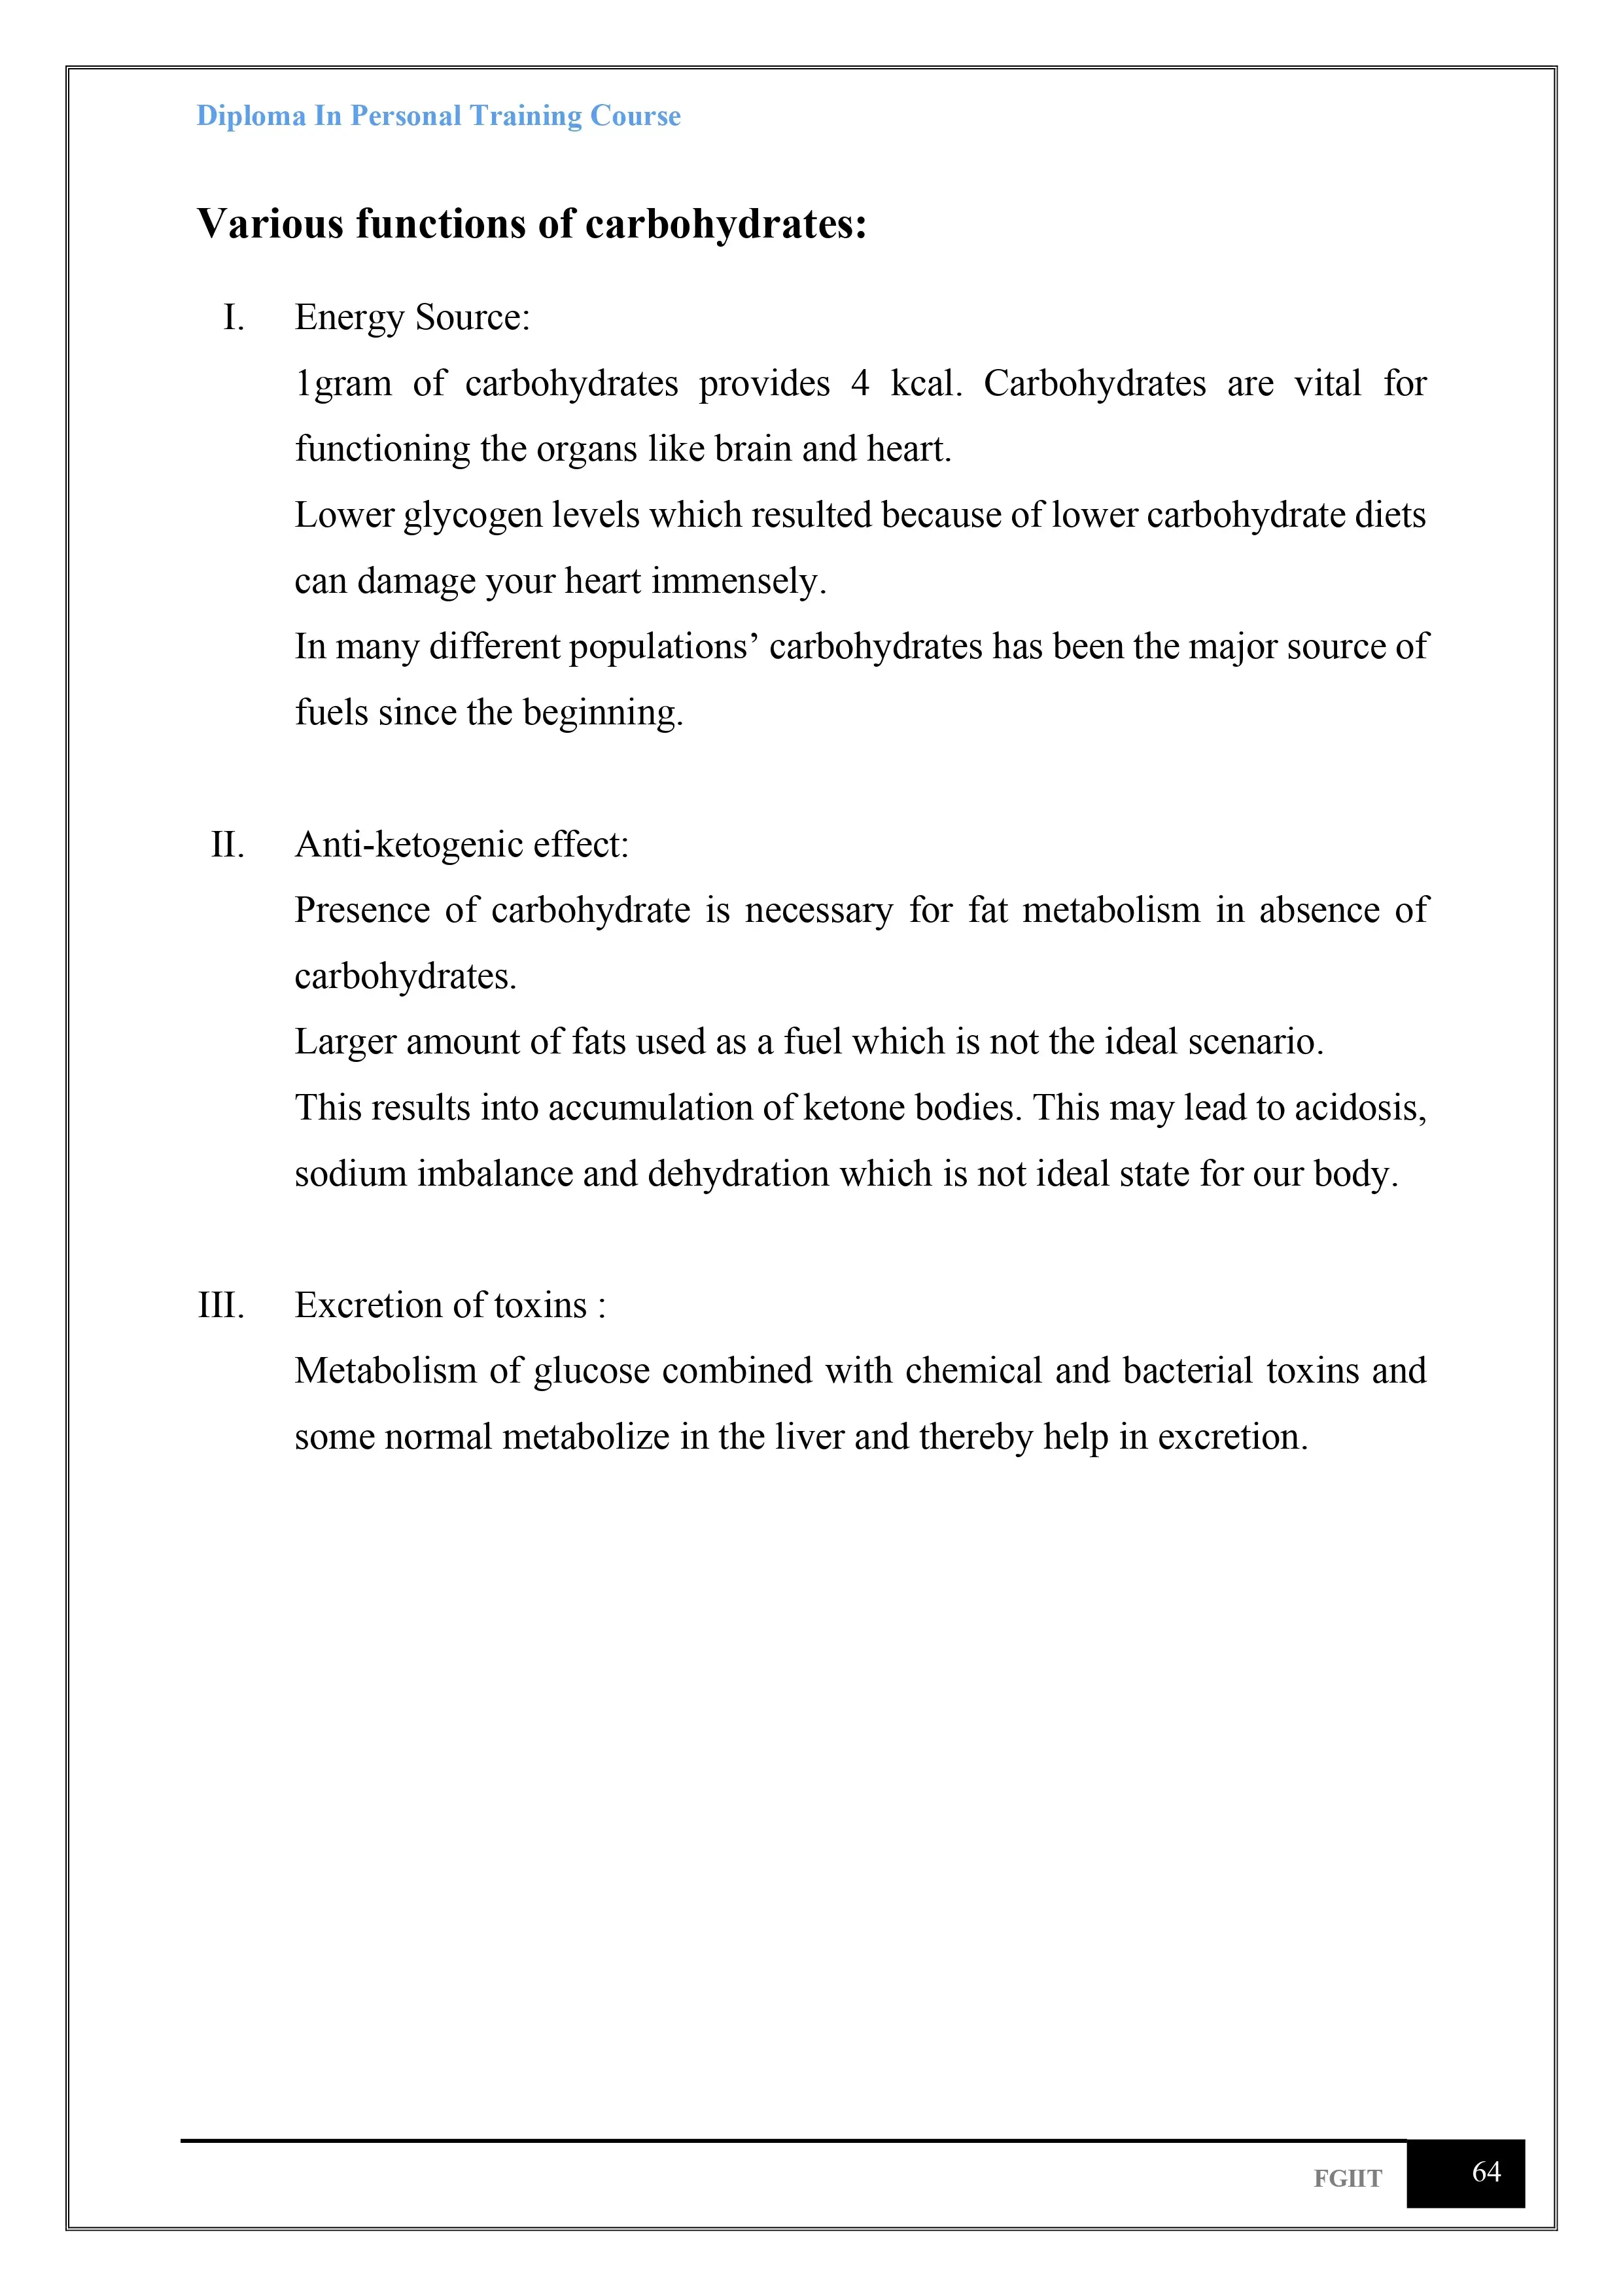 Diploma In Personal Training Course
Various functions of carbohydrates:
I. Energy Source:
1gram of carbohydrates provides 4 kcal. Carbohydrates are vital for
functioning the organs like brain and heart.
Lower glycogen levels which resulted because of lower carbohydrate diets
can damage your heart immensely.
In many different populations’ carbohydrates has been the major source of
fuels since the beginning.
II. Anti-ketogenic effect:
Presence of carbohydrate is necessary for fat metabolism in absence of
carbohydrates.
Larger amount of fats used as a fuel which is not the ideal scenario.
This results into accumulation of ketone bodies. This may lead to acidosis,
sodium imbalance and dehydration which is not ideal state for our body.
III. Excretion of toxins :
Metabolism of glucose combined with chemical and bacterial toxins and
some normal metabolize in the liver and thereby help in excretion.
FGIIT 64